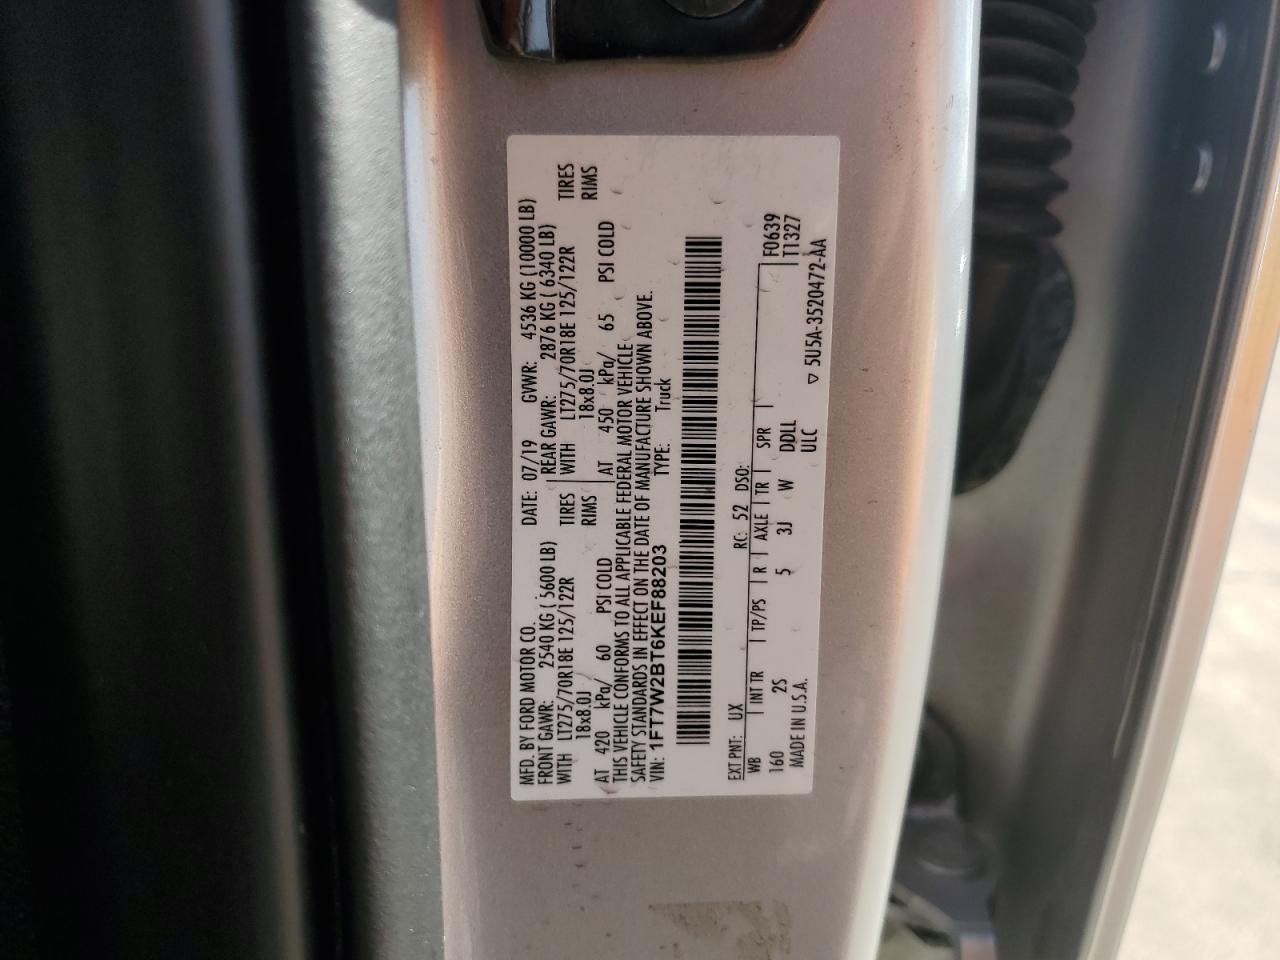 MFD. BY FORD MOTOR CO. DATE: 07/19 GVWR: 4536 KG (10000 LB)
FRONT GAWR: 2540 KG ( 5600 LB) REAR GAWR: 2876 KG ( 6340 LB)
WITH LT275/70R18E 125/122R TIRES WITH LT275/70R18E 125/122R TIRES
18x8.0J RIMS 18x8.0J RIMS
AT 420 kPa/ 60 PSI COLD AT 450 kPa/ 65 PSI COLD
THIS VEHICLE CONFORMS TO ALL APPLICABLE FEDERAL MOTOR VEHICLE
SAFETY STANDARDS IN EFFECT ON THE DATE OF MANUFACTURE SHOWN ABOVE.
VIN: 1FT7W2BT6KEF88203 TYPE: Truck
EXT PNT: UX RC: 52 DSO: F0639
WB INT TR TP/PS R AXLE TR SPR T1327
160 2S 5 3J W DDLL
MADE IN U.S.A. ULC ▽ 5U5A-3520472-AA